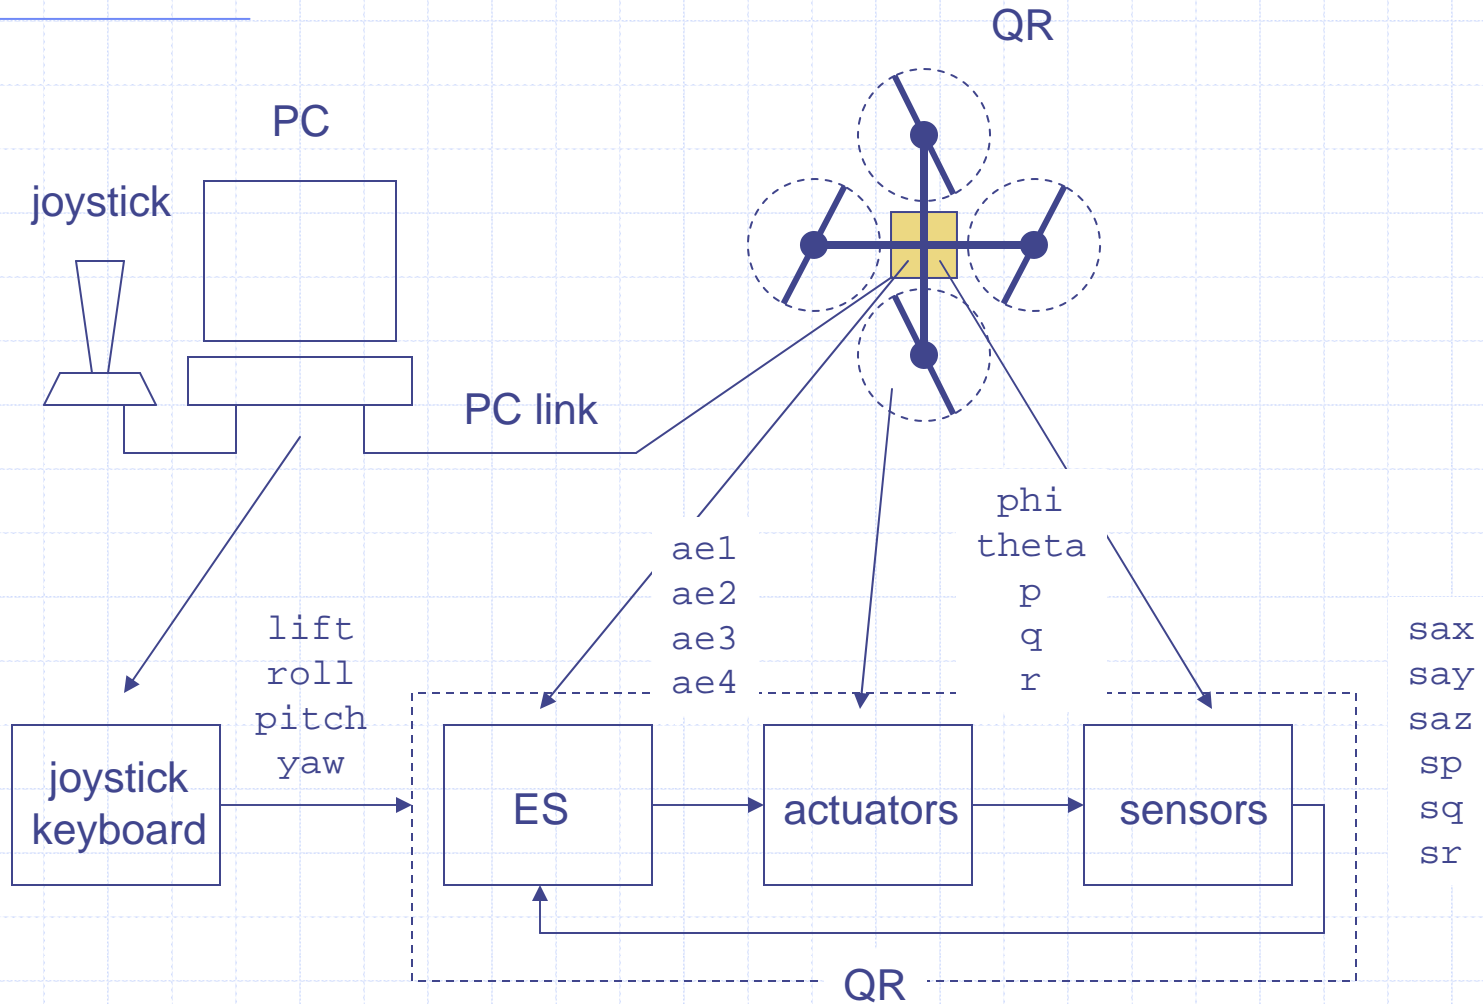 QR
PC
joystick
PC link
phi
theta
p
q
r
ae1
ae2
ae3
ae4
lift
roll
pitch
yaw
sax
say
saz
sp
sq
sr
joystick
keyboard
ES
actuators
sensors
QR